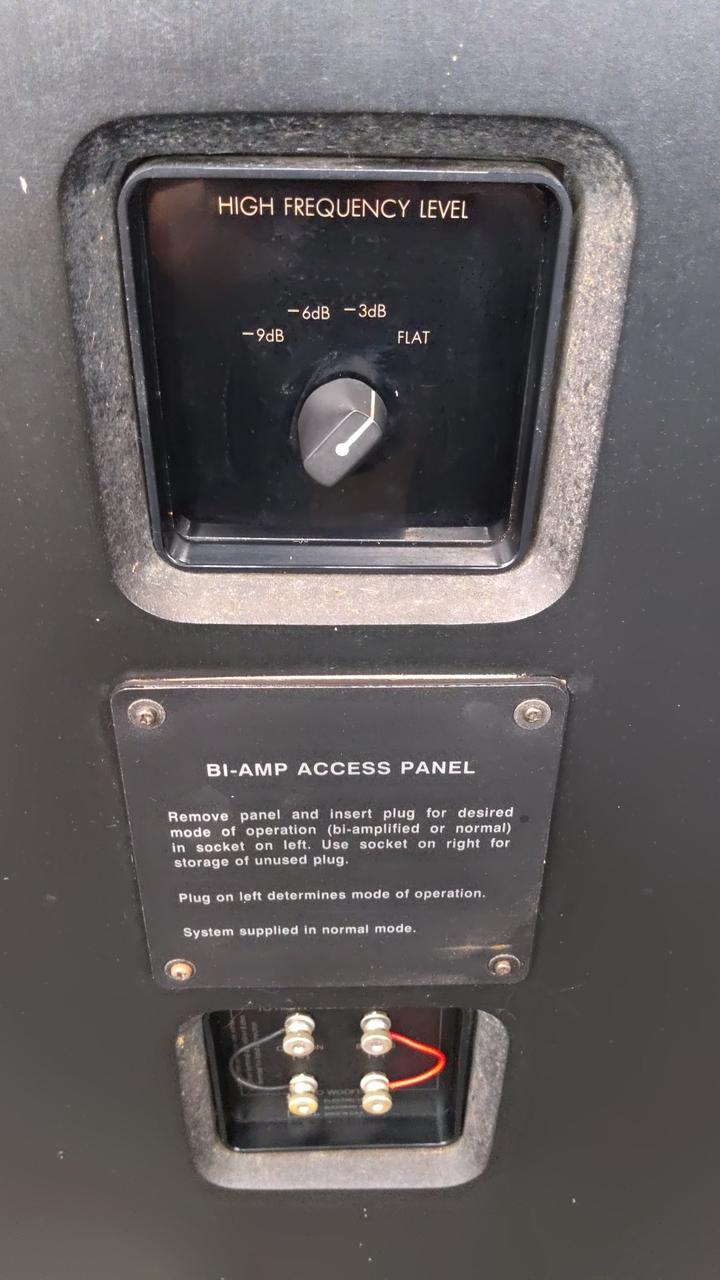 HIGH FREQUENCY LEVEL
−6dB −3dB
−9dB FLAT
BI-AMP ACCESS PANEL
Remove panel and insert plug for desired
mode of operation (bi-amplified or normal)
in socket on left. Use socket on right for
storage of unused plug.
Plug on left determines mode of operation.
System supplied in normal mode.